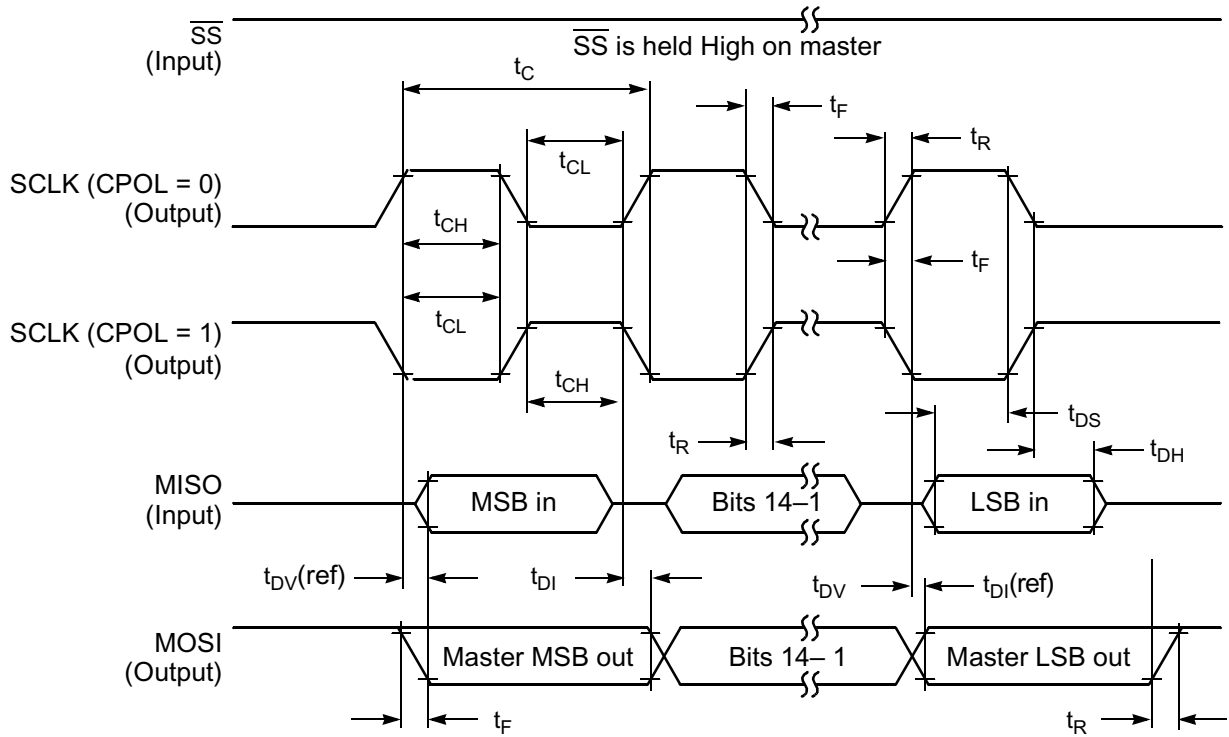 SS
(Input)
SS is held High on master
tC
tF
tR
tCL
SCLK (CPOL = 0)
(Output)
tCH
tF
tCL
SCLK (CPOL = 1)
(Output)
tCH
tDS
tR
tDH
MISO
(Input)
MSB in
Bits 14–1
LSB in
tDV(ref)
tDI
tDV
tDI(ref)
MOSI
(Output)
Master MSB out
Bits 14– 1
Master LSB out
tF
tR